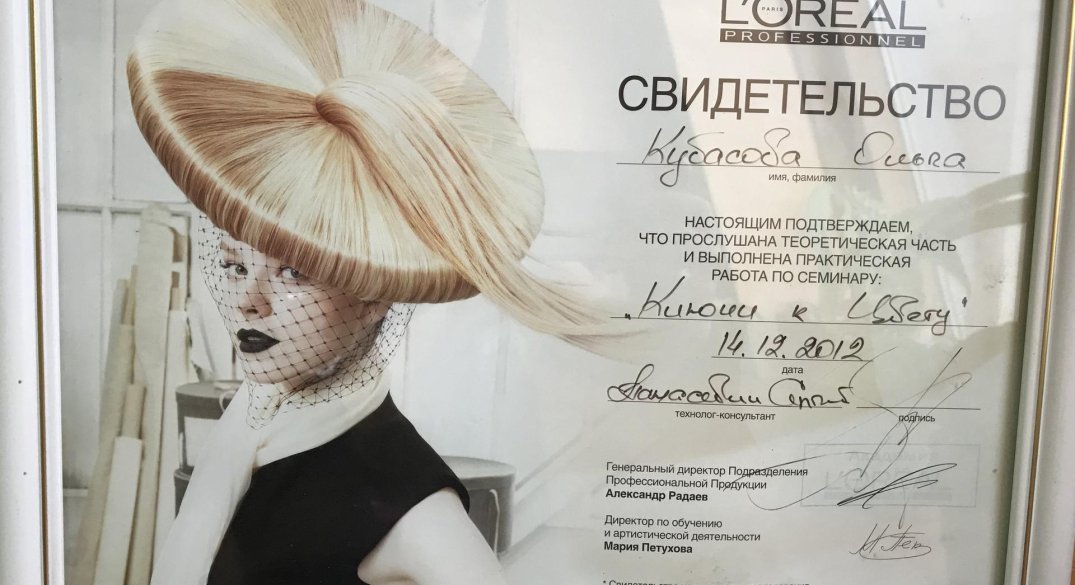 L'ORÉAL
PARIS
PROFESSIONNEL
СВИДЕТЕЛЬСТВО
Кубасова Ольга
имя, фамилия
НАСТОЯЩИМ ПОДТВЕРЖДАЕМ,
ЧТО ПРОСЛУШАНА ТЕОРЕТИЧЕСКАЯ ЧАСТЬ
И ВЫПОЛНЕНА ПРАКТИЧЕСКАЯ
РАБОТА ПО СЕМИНАРУ:
„Ключи к Цвету"
14.12.2012
дата
технолог-консультант
подпись
Генеральный директор Подразделения
Профессиональной Продукции
Александр Радаев
Директор по обучению
и артистической деятельности
Мария Петухова